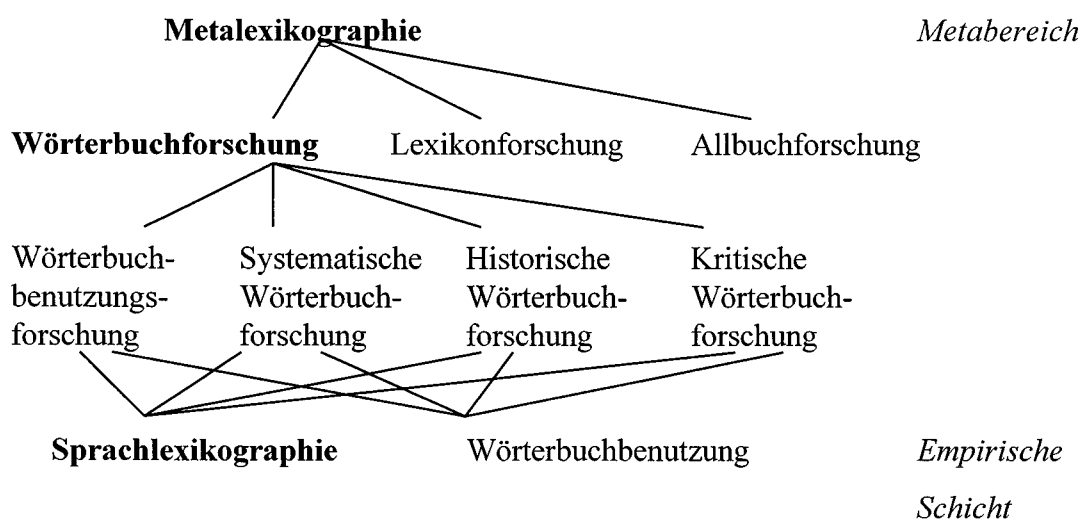 Metalexikographie Metabereich
Wörterbuchforschung Lexikonforschung Allbuchforschung
Wörterbuch- Systematische Historische Kritische
benutzungs- Wörterbuch- Wörterbuch- Wörterbuch-
forschung forschung forschung forschung
Sprachlexikographie Wörterbuchbenutzung Empirische
Schicht